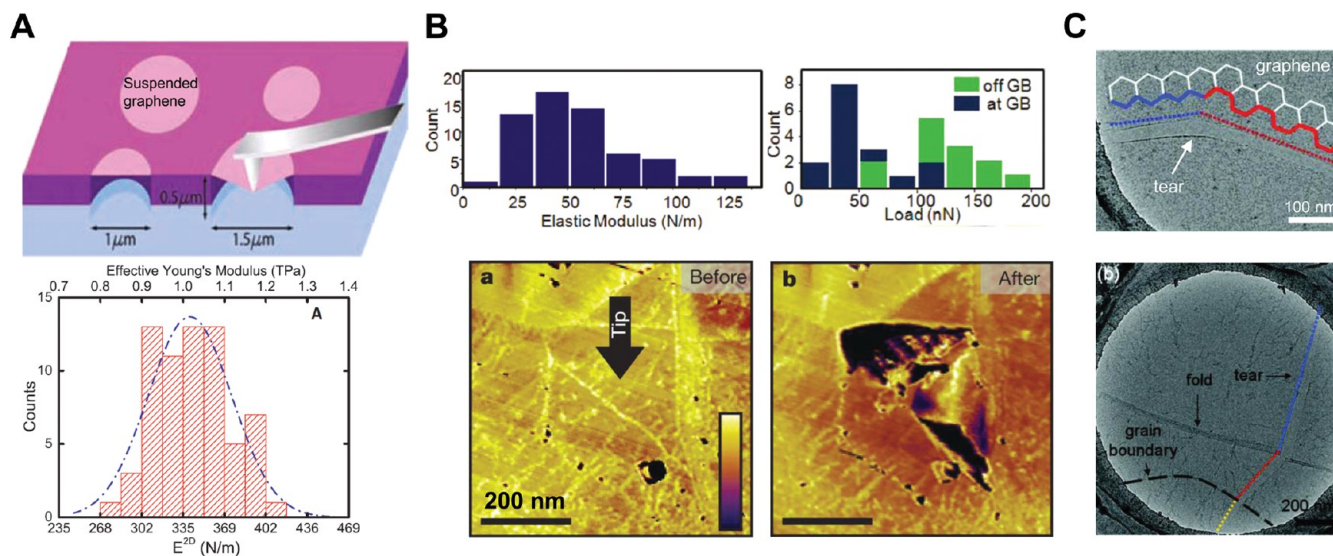 A
Suspended
graphene
0.5μm
1μm
1.5μm
Effective Young's Modulus (TPa)
0.7 0.8 0.9 1.0 1.1 1.2 1.3 1.4
A
15
10
5
0
Counts
235 268 302 335 369 402 436 469
E2D (N/m)
B
20
15
10
5
0
Count
25 50 75 100 125
Elastic Modulus (N/m)
8
6
4
2
0
Count
off GB
at GB
0 50 100 150 200
Load (nN)
a
Before
Tip
200 nm
b
After
C
graphene
tear
100 nm
(b)
fold
tear
grain
boundary
200 nm